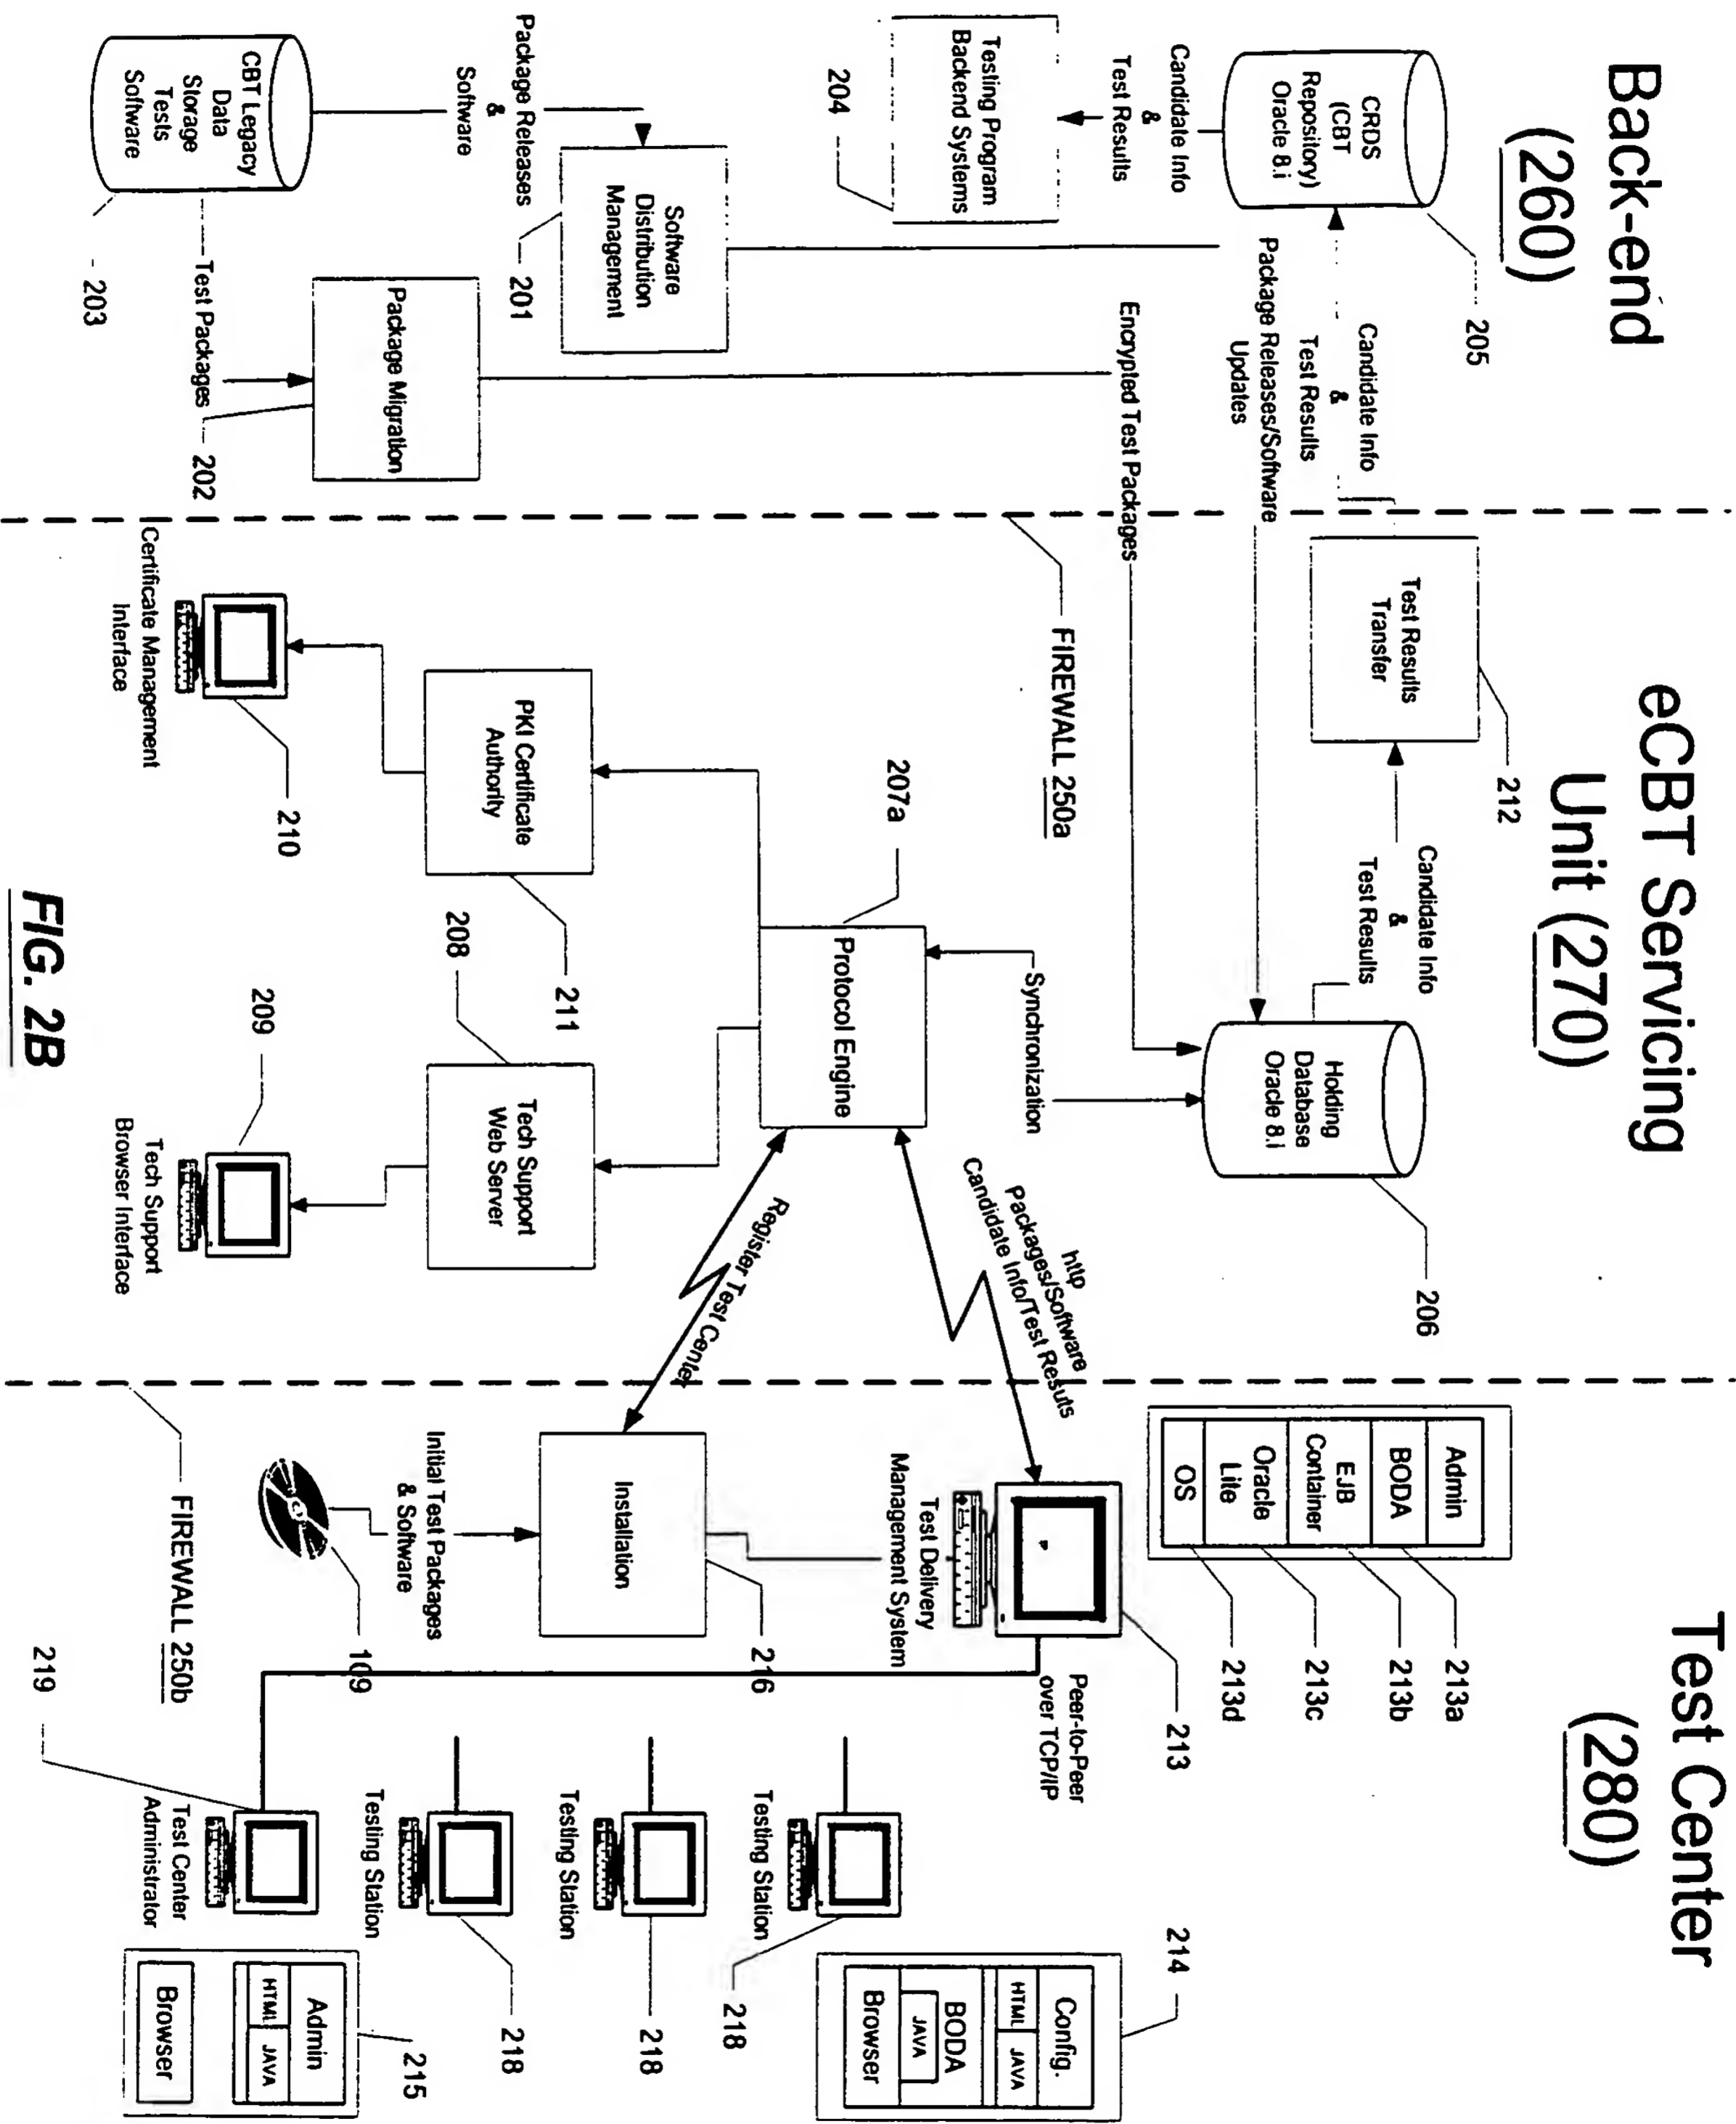 Back-end
(260)
eCBT Servicing
Unit (270)
Test Center
(280)
CRDS
(CBT
Repository)
Oracle 8.i
205
Candidate Info
&
Test Results
Testing Program
Backend Systems
204
Candidate Info
&
Test Results
Package Releases/Software
Updates
Encrypted Test Packages
Package Releases
&
Software
Software
Distribution
Management
201
CBT Legacy
Data
Storage
Tests
Software
203
Test Packages
202
Package Migration
Test Results
Transfer
212
Candidate Info
&
Test Results
Holding
Database
Oracle 8.i
206
FIREWALL 250a
Synchronization
207a
Protocol Engine
http
Packages/Software
Candidate Info/Test Resuts
Register Test Center
PKI Certificate
Authority
211
208
Tech Support
Web Server
210
Certificate Management
Interface
209
Tech Support
Browser Interface
Admin
BODA
EJB
Container
Oracle
Lite
OS
213a
213b
213c
213d
213
Test Delivery
Management System
Peer-to-Peer
over TCP/IP
Installation
216
Initial Test Packages
& Software
109
FIREWALL 250b
219
Testing Station
218
Testing Station
218
Testing Station
218
Test Center
Administrator
214
Config.
HTML
JAVA
BODA
JAVA
Browser
215
Admin
HTML
JAVA
Browser
FIG. 2B